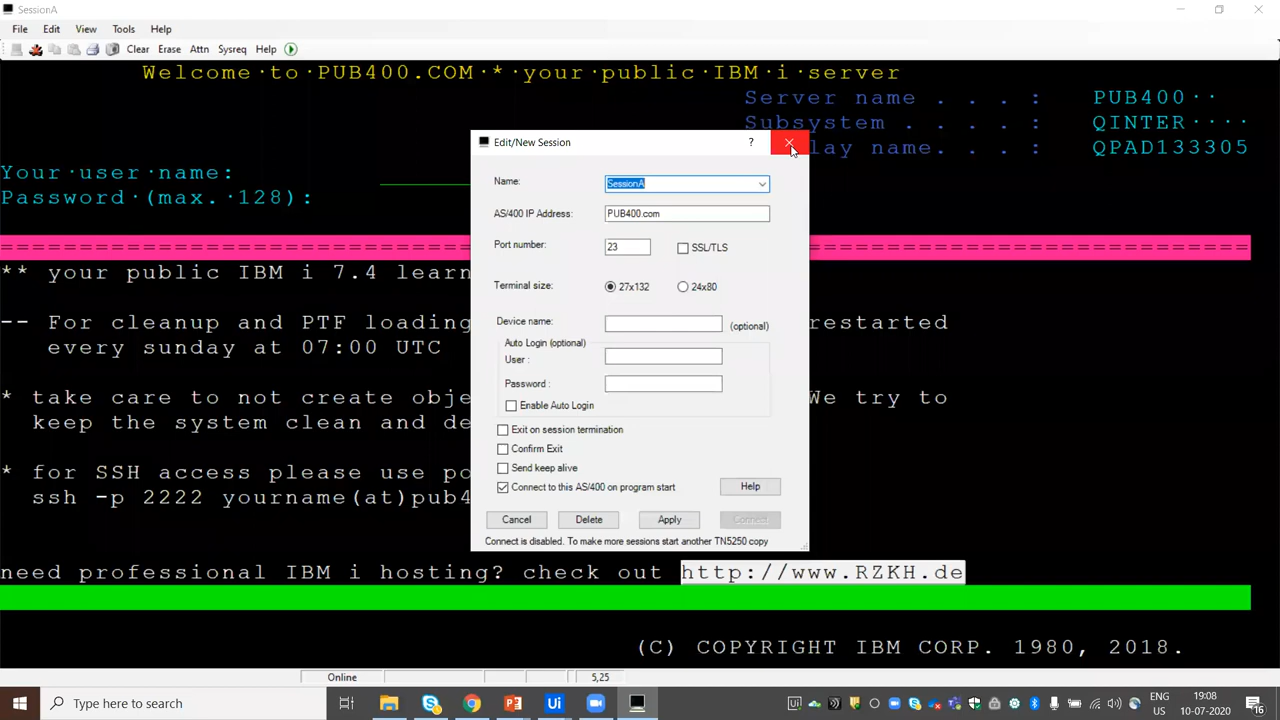 SessionA
File Edit View Tools Help
Clear Erase Attn Sysreq Help
Welcome·to·PUB400.COM·*·your·public·IBM·i·server
Server name . . . : PUB400··
Subsystem . . . . : QINTER····
lay name. . . : QPAD133305
Your user name:
Password·(max.·128):
** your public IBM i 7.4 learn
-- For cleanup and PTF loading restarted
every sunday at 07:00 UTC
* take care to not create obje We try to
keep the system clean and de
* for SSH access please use po
ssh -p 2222 yourname(at)pub4
need professional IBM i hosting? check out http://www.RZKH.de
(C) COPYRIGHT IBM CORP. 1980, 2018.
Edit/New Session ?
Name: SessionA
AS/400 IP Address: PUB400.com
Port number: 23 SSL/TLS
Terminal size: 27x132 24x80
Device name: (optional)
Auto Login (optional)
User :
Password :
Enable Auto Login
Exit on session termination
Confirm Exit
Send keep alive
Connect to this AS/400 on program start Help
Cancel Delete Apply Connect
Connect is disabled. To make more sessions start another TN5250 copy
Online 5,25
Type here to search
ENG 19:08
US 10-07-2020 16